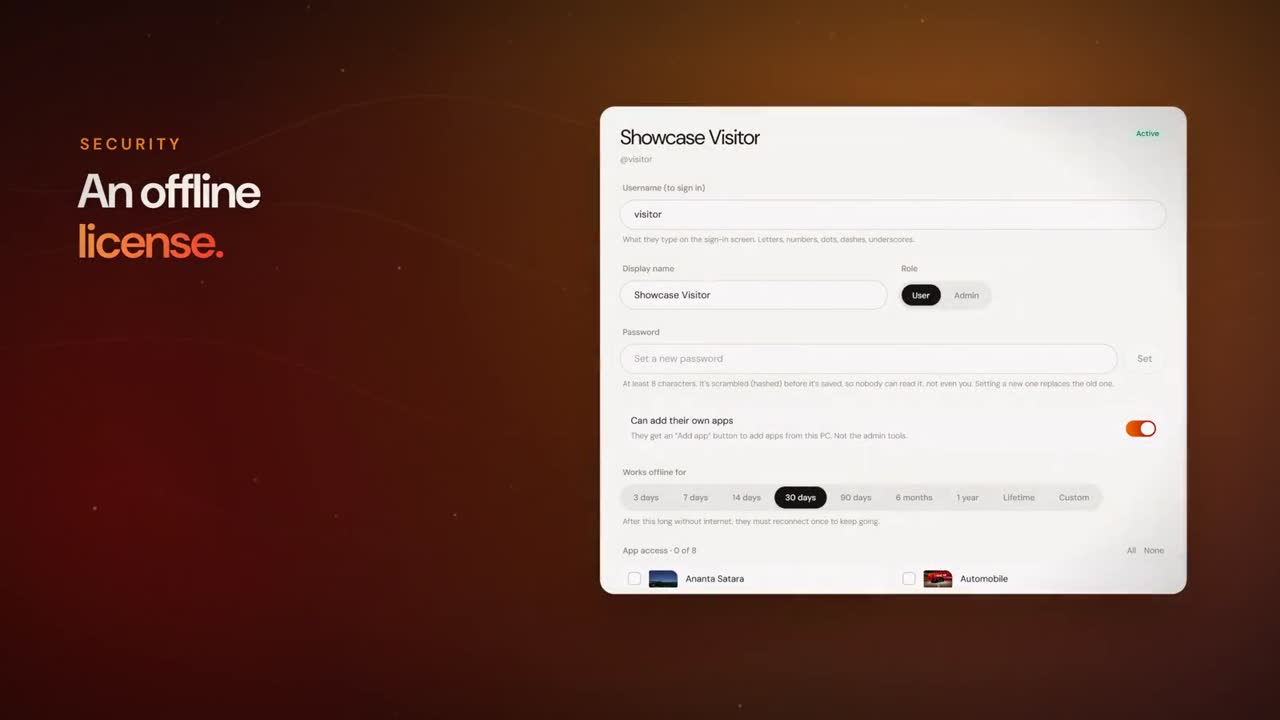 SECURITY
An offline
license.
Showcase Visitor
Active
@visitor
Username (to sign in)
visitor
What they type on the sign-in screen. Letters, numbers, dots, dashes, underscores.
Display name
Role
Showcase Visitor
User
Admin
Password
Set a new password
Set
At least 8 characters. It's scrambled (hashed) before it's saved, so nobody can read it, not even you. Setting a new one replaces the old one.
Can add their own apps
They get an "Add app" button to add apps from this PC. Not the admin tools.
Works offline for
3 days 7 days 14 days 30 days 90 days 6 months 1 year Lifetime Custom
After this long without internet, they must reconnect once to keep going.
App access · 0 of 8
All None
Ananta Satara
Automobile